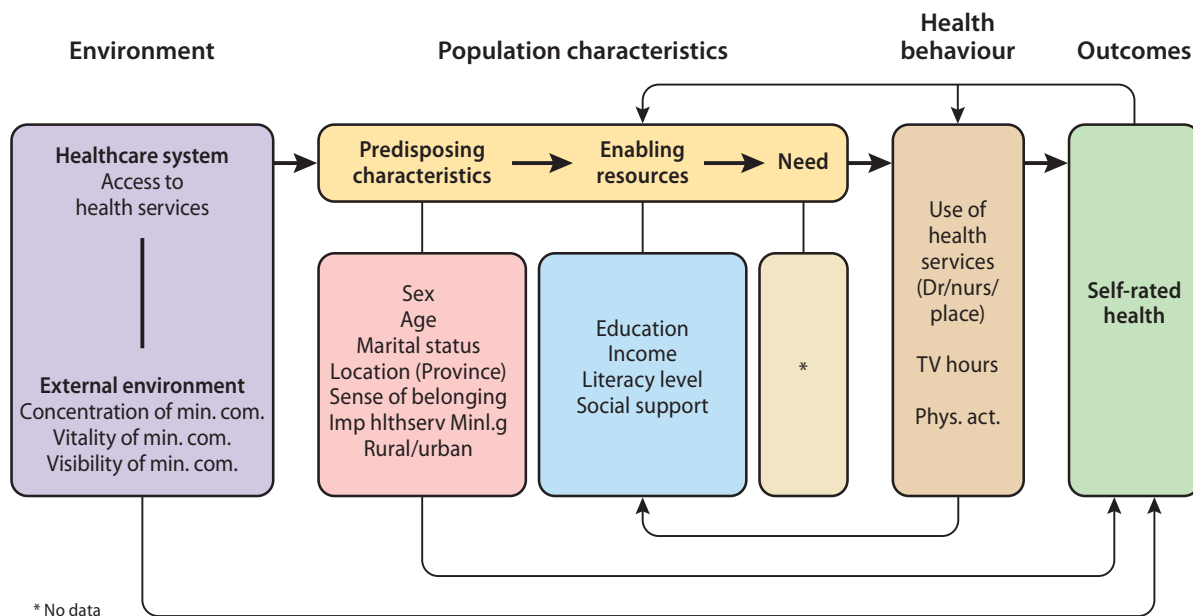 Environment
Population characteristics
Health
behaviour
Outcomes
Healthcare system
Access to
health services
External environment
Concentration of min. com.
Vitality of min. com.
Visibility of min. com.
Predisposing
characteristics
Enabling
resources
Need
Sex
Age
Marital status
Location (Province)
Sense of belonging
Imp hlthserv Minl.g
Rural/urban
Education
Income
Literacy level
Social support
*
Use of
health
services
(Dr/nurs/
place)
TV hours
Phys. act.
Self-rated
health
* No data